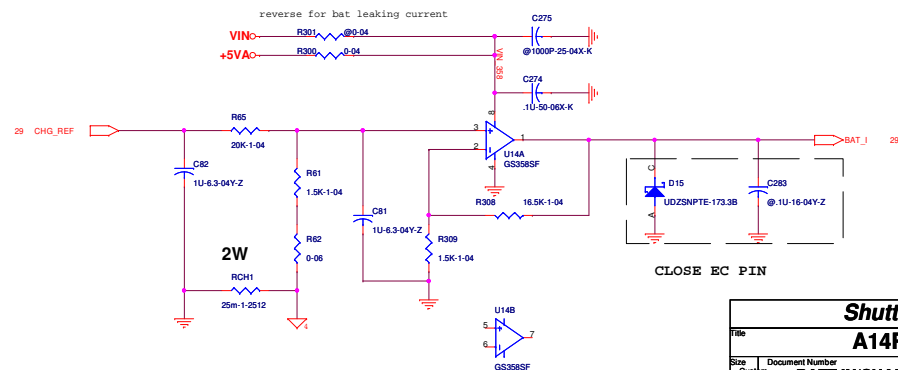 reverse for bat leaking current
VIN
R301
@0-04
C275
+5VA
R300
0-04
@1000P-25-04X-K
VIN_358
C274
.1U-50-06X-K
29 CHG_REF
R65
20K-1-04
8
3
1
2
4
U14A
GS358SF
BAT_I 29
C82
1U-6.3-04Y-Z
R61
1.5K-1-04
C81
1U-6.3-04Y-Z
R308
16.5K-1-04
C
D15
UDZSNPTE-173.3B
A
C283
@.1U-16-04Y-Z
R62
0-06
R309
1.5K-1-04
2W
RCH1
25m-1-2512
4
CLOSE EC PIN
U14B
5
6
7
GS358SF
Shutt
Title
A14F
Size
Document Number